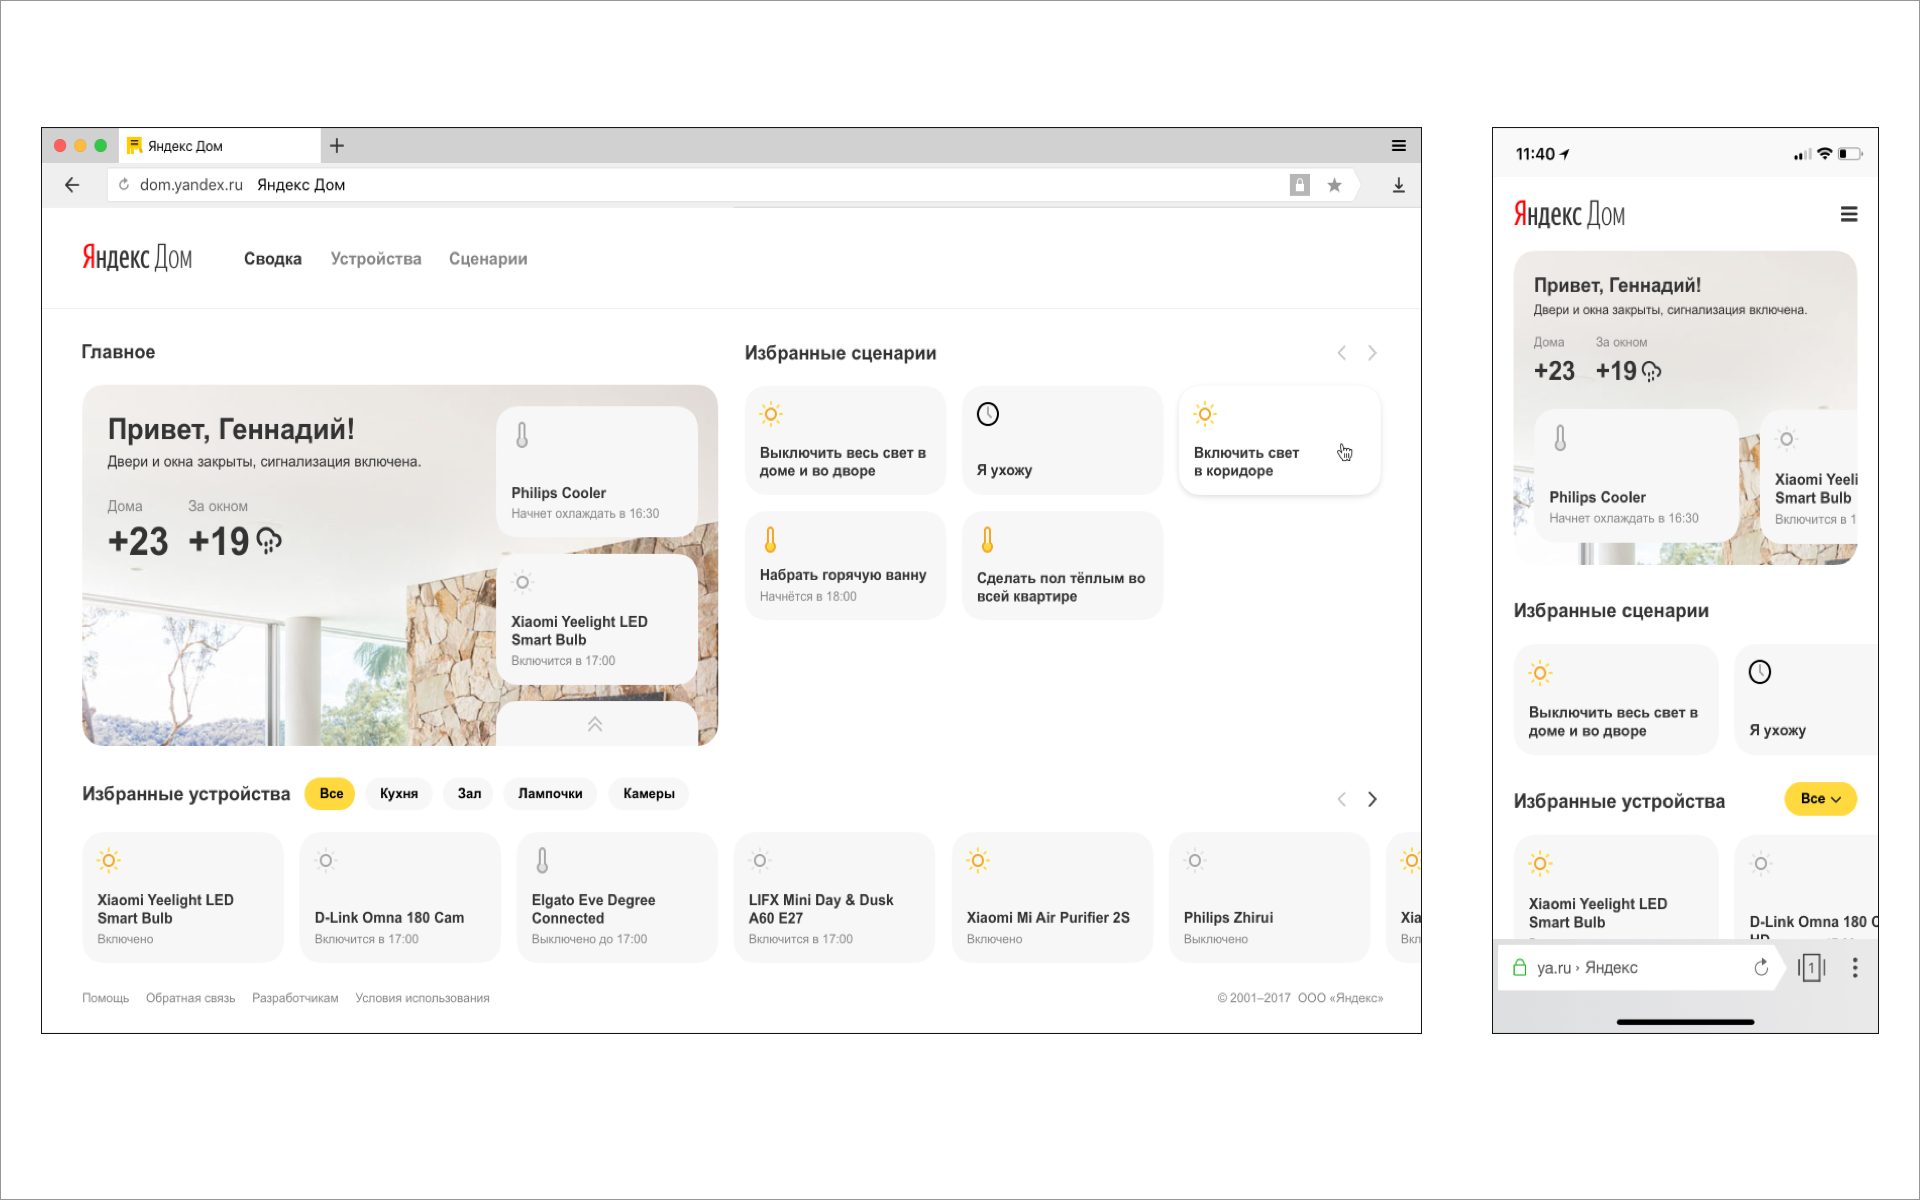 Яндекс Дом
dom.yandex.ru Яндекс Дом
Яндекс Дом
Сводка
Устройства
Сценарии
Главное
Привет, Геннадий!
Двери и окна закрыты, сигнализация включена.
Дома
За окном
+23
+19
Philips Cooler
Начнет охлаждать в 16:30
Xiaomi Yeelight LED
Smart Bulb
Включится в 17:00
Избранные сценарии
Выключить весь свет в
доме и во дворе
Я ухожу
Включить свет
в коридоре
Набрать горячую ванну
Начнётся в 18:00
Сделать пол тёплым во
всей квартире
Избранные устройства
Все
Кухня
Зал
Лампочки
Камеры
Xiaomi Yeelight LED
Smart Bulb
Включено
D-Link Omna 180 Cam
Включится в 17:00
Elgato Eve Degree
Connected
Выключено до 17:00
LIFX Mini Day & Dusk
A60 E27
Включится в 17:00
Xiaomi Mi Air Purifier 2S
Включено
Philips Zhirui
Выключено
Xia
Вкл
Помощь
Обратная связь
Разработчикам
Условия использования
© 2001–2017 ООО «Яндекс»
11:40
Яндекс Дом
Привет, Геннадий!
Двери и окна закрыты, сигнализация включена.
Дома
За окном
+23
+19
Philips Cooler
Начнет охлаждать в 16:30
Xiaomi Yeeli
Smart Bulb
Включится в 1
Избранные сценарии
Выключить весь свет в
доме и во дворе
Я ухожу
Избранные устройства
Все
Xiaomi Yeelight LED
Smart Bulb
D-Link Omna 180 C
ya.ru › Яндекс
1